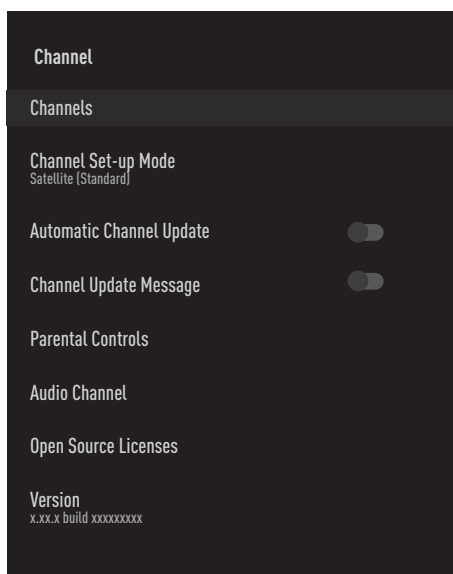 Channel
Channels
Channel Set-up Mode
Satellite (Standard)
Automatic Channel Update
Channel Update Message
Parental Controls
Audio Channel
Open Source Licenses
Version
x.xx.x build xxxxxxxxx